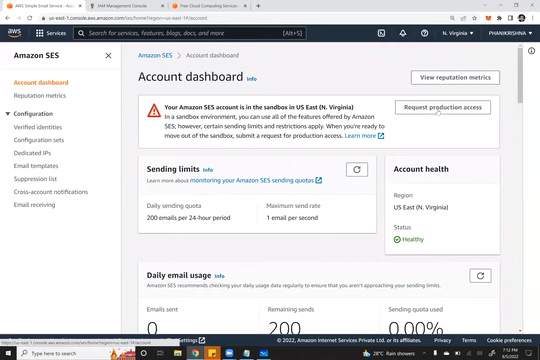 AWS Simple Email Service - A
IAM Management Console
Free Cloud Computing Services
us-east-1.console.aws.amazon.com/ses/home?region=us-east-1#/account
aws
Services
Search for services, features, blogs, docs, and more
[Alt+S]
N. Virginia
PHANIKRISHNA
Amazon SES
Account dashboard
Reputation metrics
Configuration
Verified identities
Configuration sets
Dedicated IPs
Email templates
Suppression list
Cross-account notifications
Email receiving
Amazon SES
Account dashboard
Account dashboard Info
View reputation metrics
Your Amazon SES account is in the sandbox in US East (N. Virginia)
In a sandbox environment, you can use all of the features offered by Amazon
SES; however, certain sending limits and restrictions apply. When you're ready to
move out of the sandbox, submit a request for production access. Learn more
Request production access
Sending limits Info
Learn more about monitoring your Amazon SES sending quotas
Daily sending quota
200 emails per 24-hour period
Maximum send rate
1 email per second
Account health
Region
US East (N. Virginia)
Status
Healthy
Daily email usage Info
Amazon SES recommends checking your daily usage data regularly to ensure that you aren't approaching your sending limits.
Emails sent
0
Remaining sends
200
Sending quota used
0.00%
© 2022, Amazon Internet Services Private Ltd. or its affiliates.
Privacy
Terms
Cookie preferences
Type here to search
28°C Rain showers
7:12 PM
8/5/2022